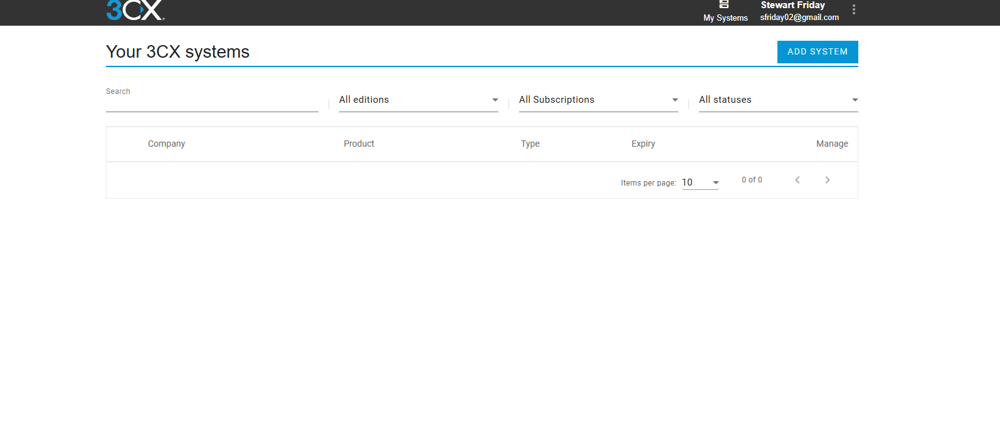 3CX
My Systems
Stewart Friday
sfriday02@gmail.com
Your 3CX systems
ADD SYSTEM
Search
All editions
All Subscriptions
All statuses
Company Product Type Expiry Manage
Items per page: 10 0 of 0